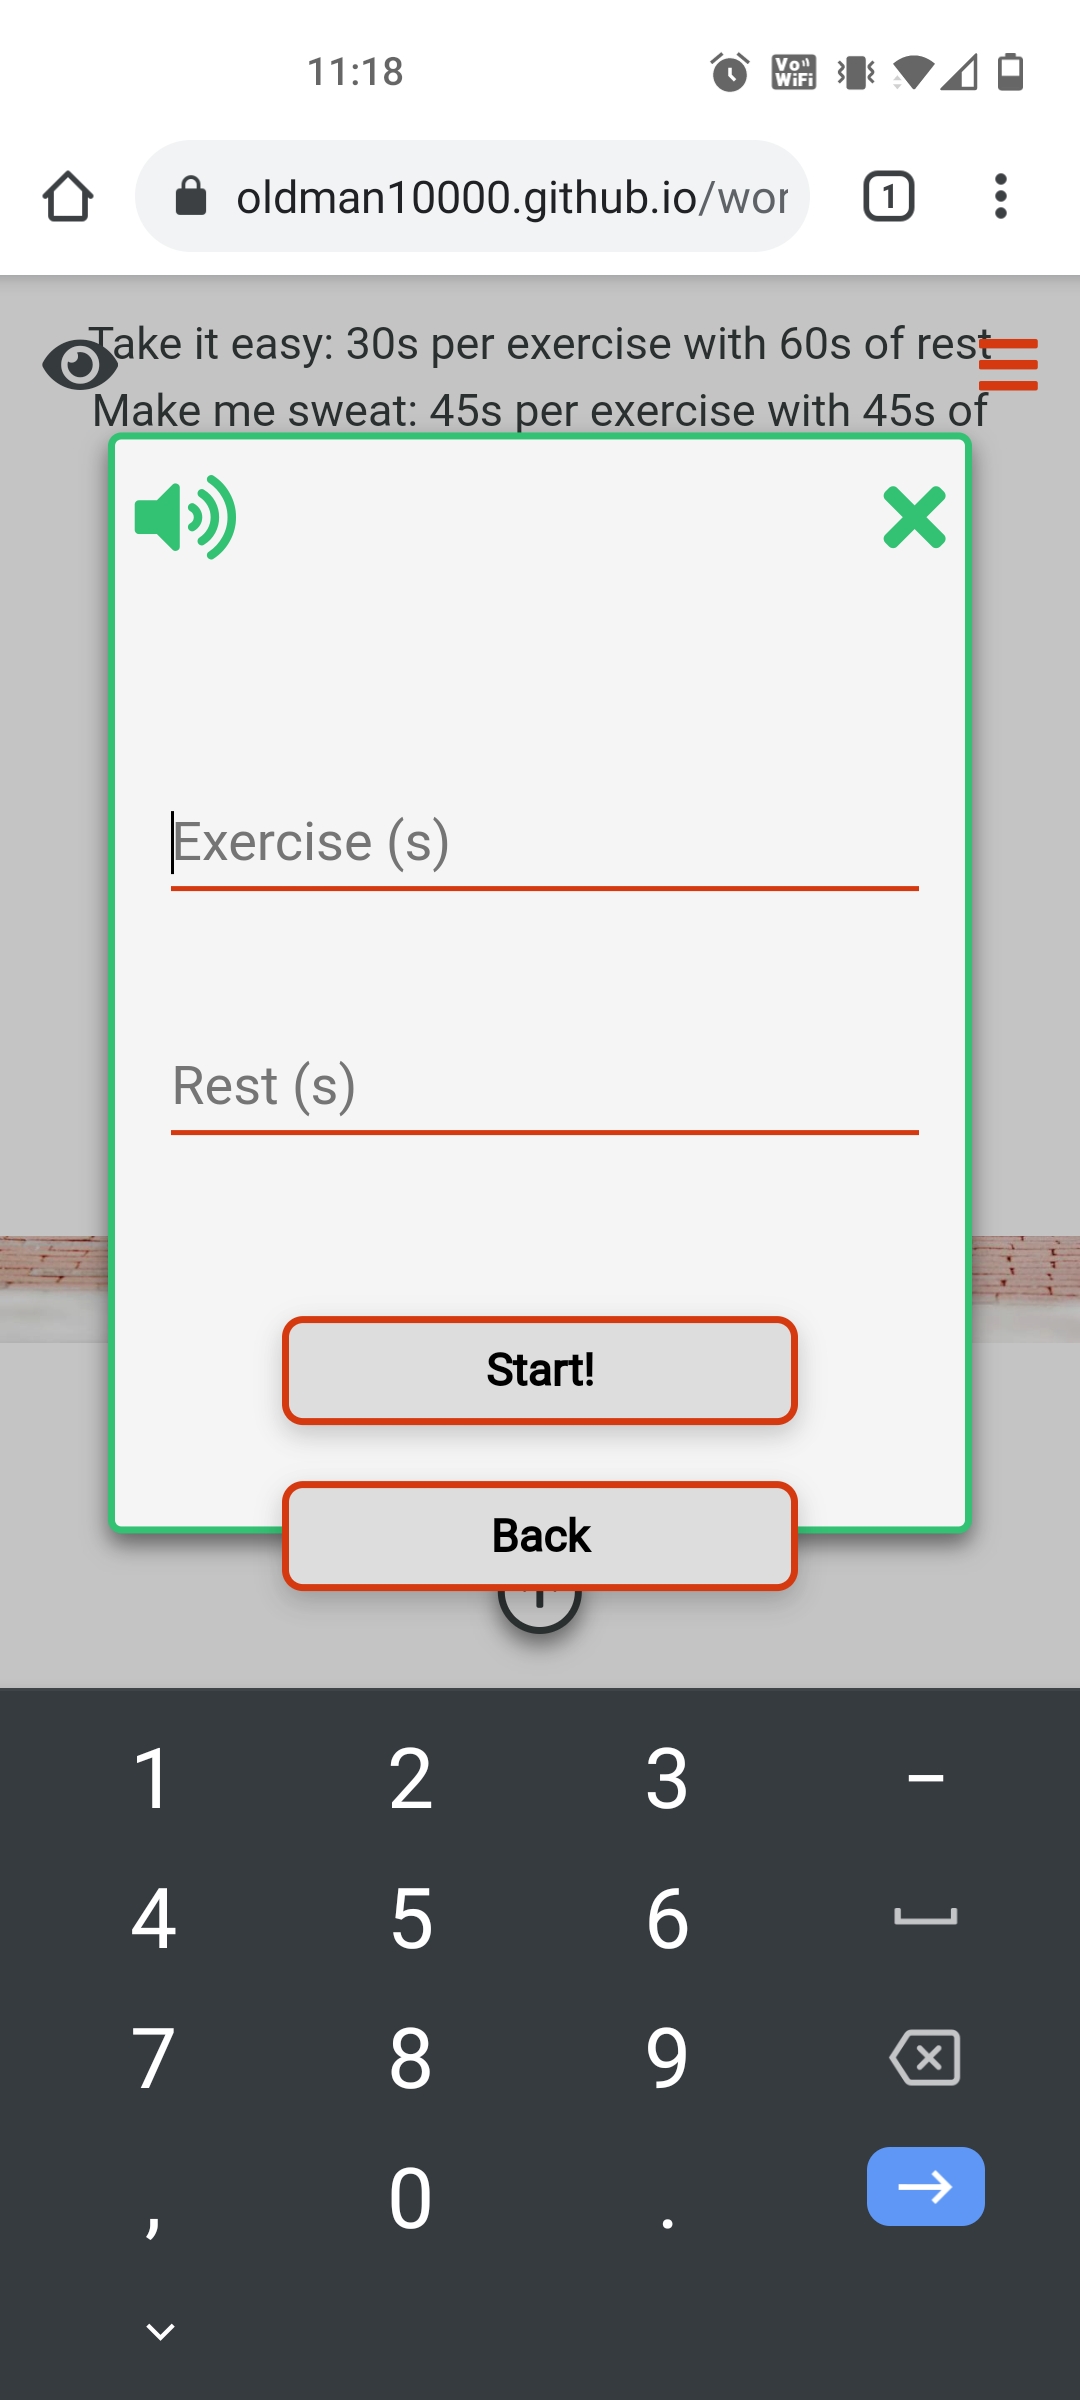 11:18
Vo
WiFi
oldman10000.github.io/wor
1
Take it easy: 30s per exercise with 60s of rest
Make me sweat: 45s per exercise with 45s of
Exercise (s)
Rest (s)
Start!
Back
1 2 3 –
4 5 6
7 8 9
, 0 .